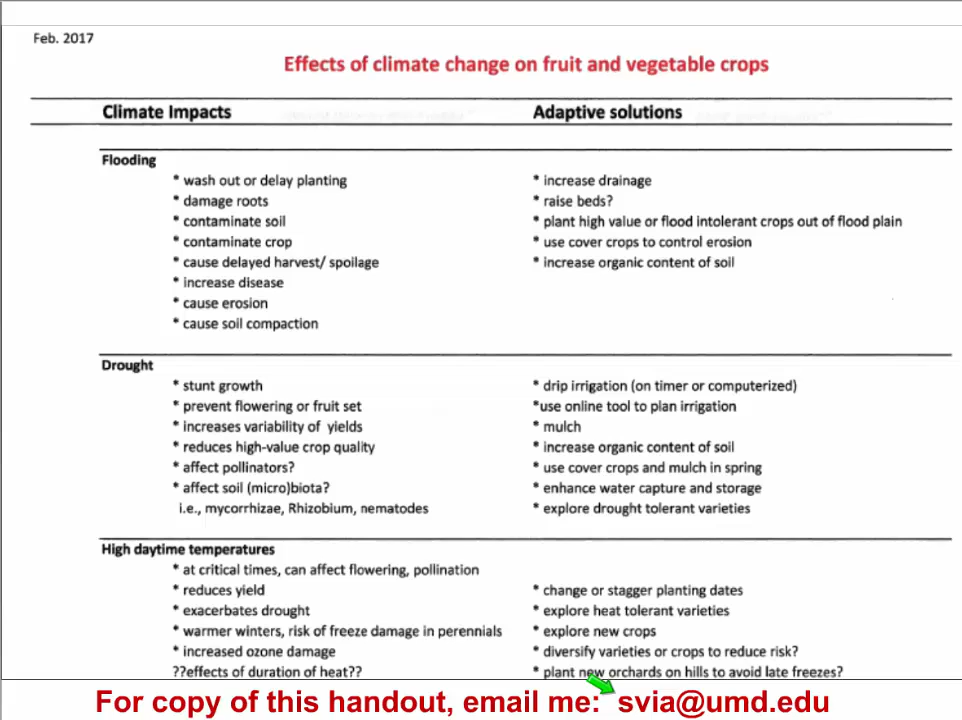 Feb. 2017
Effects of climate change on fruit and vegetable crops
Climate Impacts Adaptive solutions
Flooding
* wash out or delay planting * increase drainage
* damage roots * raise beds?
* contaminate soil * plant high value or flood intolerant crops out of flood plain
* contaminate crop * use cover crops to control erosion
* cause delayed harvest/ spoilage * increase organic content of soil
* increase disease
* cause erosion
* cause soil compaction
Drought
* stunt growth * drip irrigation (on timer or computerized)
* prevent flowering or fruit set *use online tool to plan irrigation
* increases variability of yields * mulch
* reduces high-value crop quality * increase organic content of soil
* affect pollinators? * use cover crops and mulch in spring
* affect soil (micro)biota? * enhance water capture and storage
i.e., mycorrhizae, Rhizobium, nematodes * explore drought tolerant varieties
High daytime temperatures
* at critical times, can affect flowering, pollination
* reduces yield * change or stagger planting dates
* exacerbates drought * explore heat tolerant varieties
* warmer winters, risk of freeze damage in perennials * explore new crops
* increased ozone damage * diversify varieties or crops to reduce risk?
??effects of duration of heat?? * plant new orchards on hills to avoid late freezes?
For copy of this handout, email me: svia@umd.edu